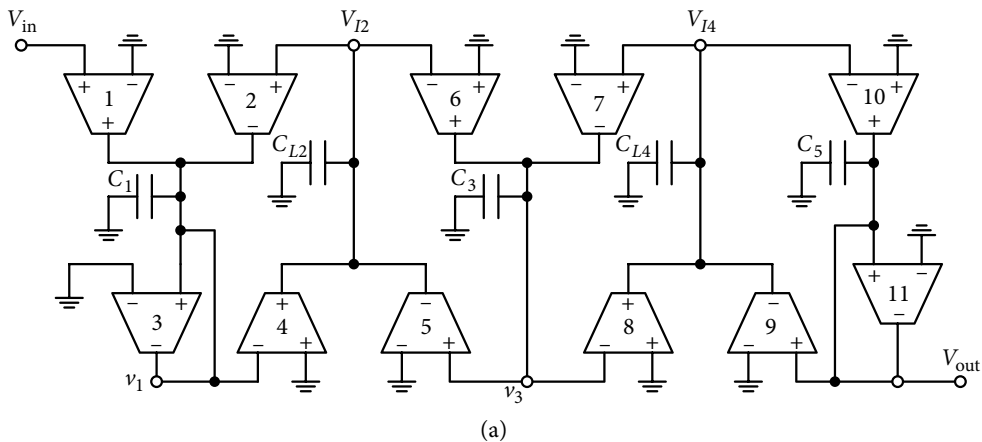 V_in V_I2 V_I4
+ − − + − + − + − +
1 2 6 7 10
+ − + − +
C_1 C_L2 C_3 C_L4 C_5
− + + − + − + −
3 4 5 8 9 11
− − + − + − + − + −
v_1 v_3 V_out
(a)